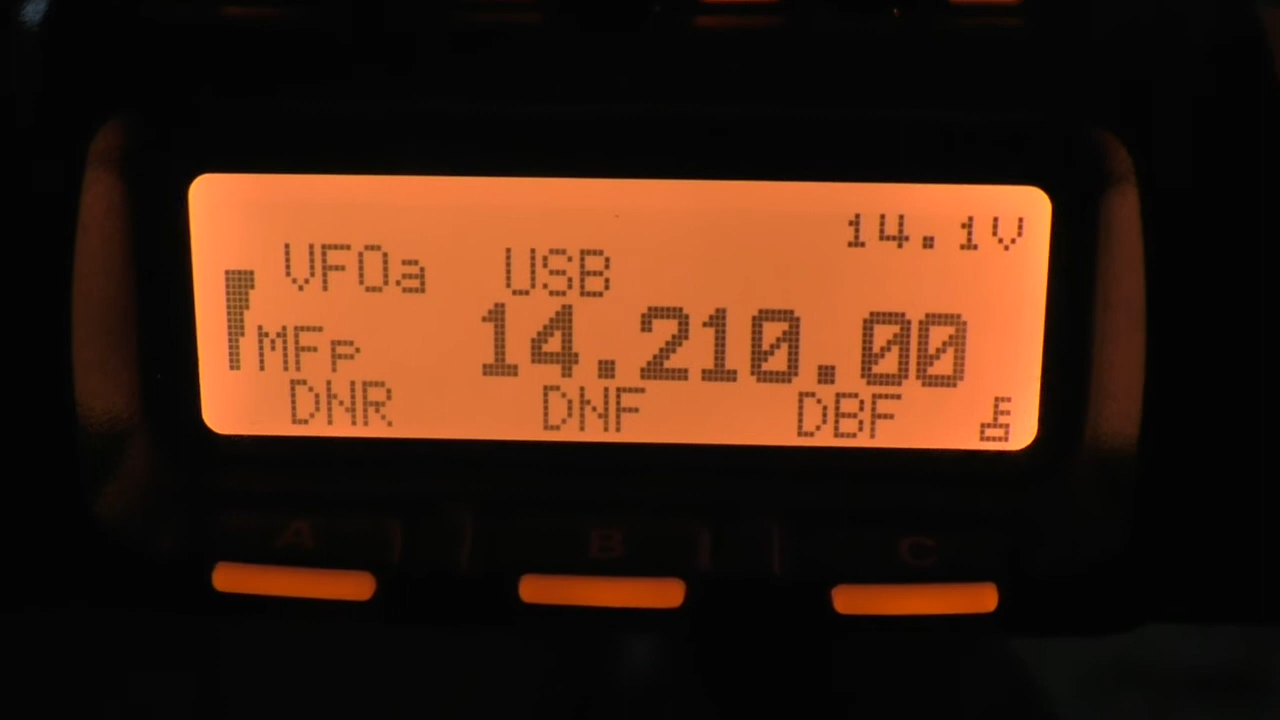 14.1V
VFOa USB
MFp 14.210.00
DNR DNF DBF
A B C